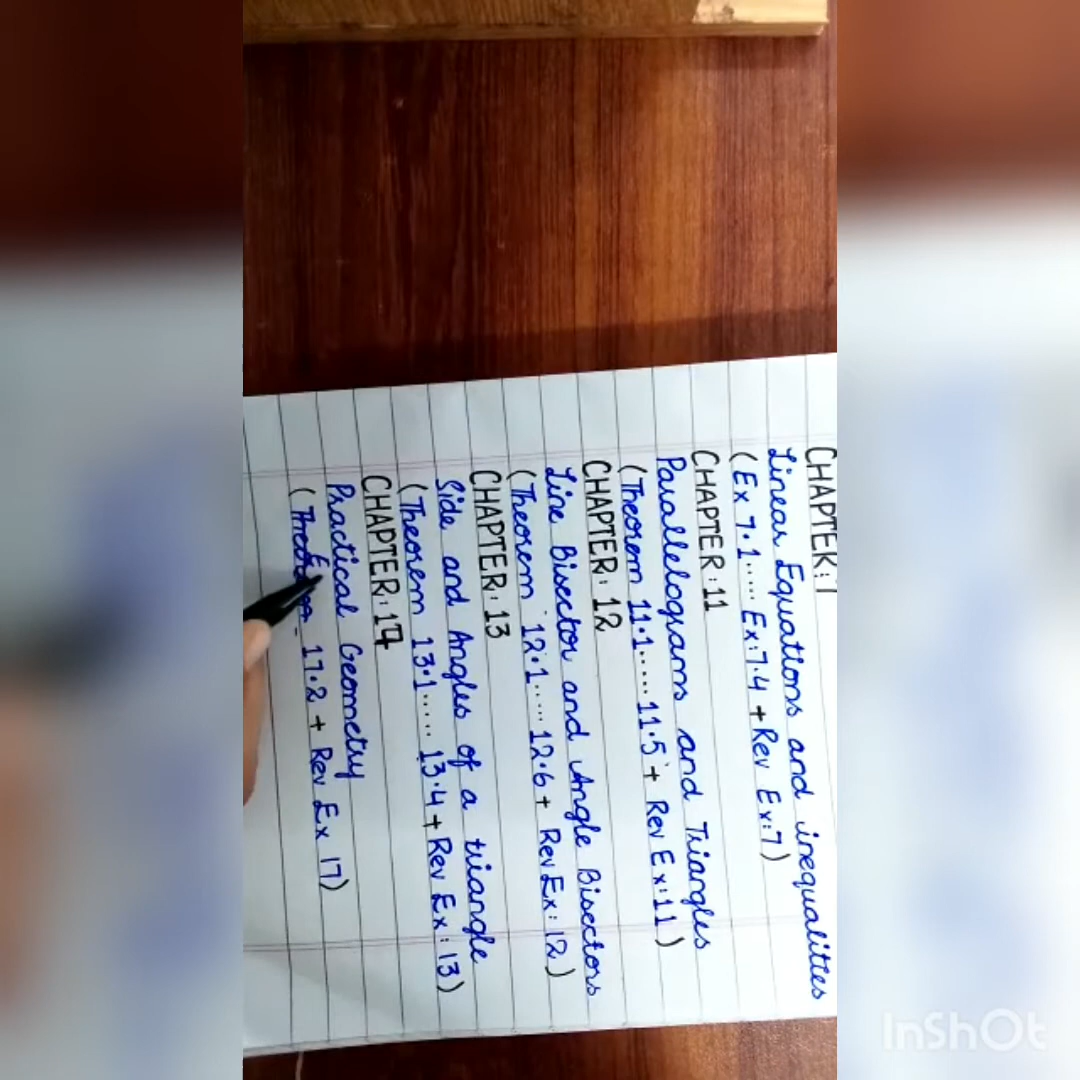 CHAPTER:7
Linear Equations and inequalities
(Ex 7.1..... Ex:7.4 + Rev Ex:7)
CHAPTER:11
Parallelograms and Triangles
(Theorem 11.1...... 11.5 + Rev Ex:11)
CHAPTER: 12
Line Bisector and Angle Bisectors
(Theorem 12.1..... 12.6 + Rev Ex: 12)
CHAPTER: 13
Side and Angles of a triangle
(Theorem 13.1..... 13.4 + Rev Ex: 13)
CHAPTER: 17
Practical Geometry
( 17.2 + Rev Ex 17)
InShOt